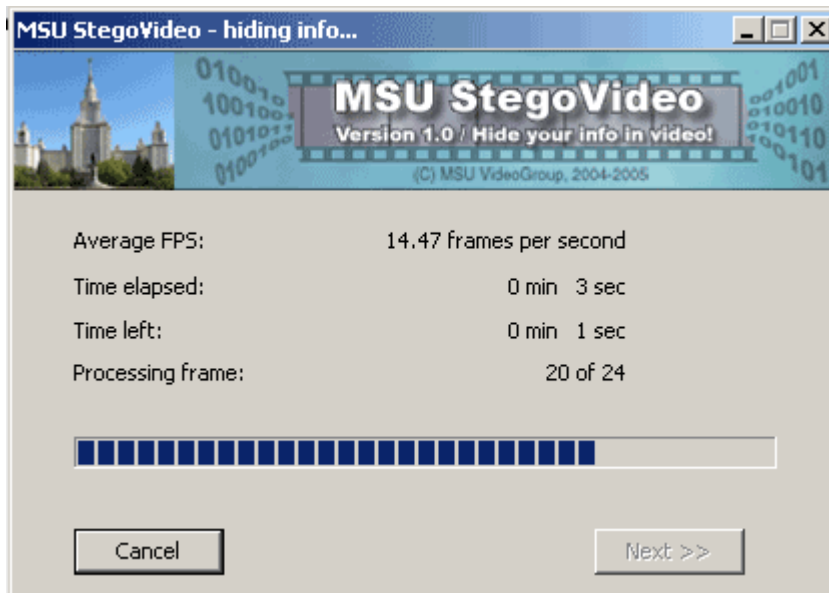 MSU StegoVideo - hiding info...
MSU StegoVideo
Version 1.0 / Hide your info in video!
(C) MSU VideoGroup, 2004-2005
Average FPS: 14.47 frames per second
Time elapsed: 0 min 3 sec
Time left: 0 min 1 sec
Processing frame: 20 of 24
Cancel
Next >>